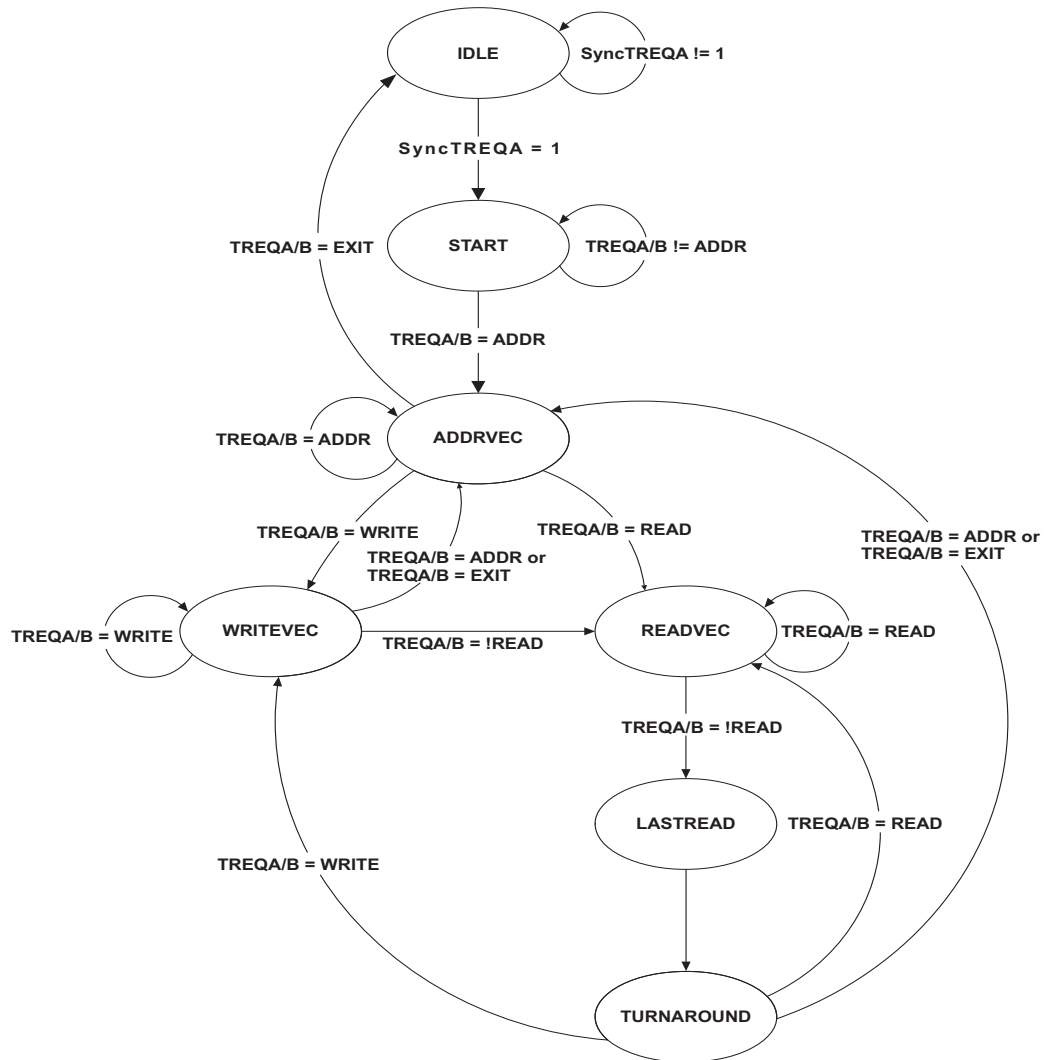 IDLE
SyncTREQA != 1
SyncTREQA = 1
START
TREQA/B = EXIT
TREQA/B != ADDR
TREQA/B = ADDR
ADDRVEC
TREQA/B = ADDR
TREQA/B = WRITE
TREQA/B = READ
TREQA/B = ADDR or
TREQA/B = EXIT
TREQA/B = ADDR or
TREQA/B = EXIT
WRITEVEC
TREQA/B = WRITE
TREQA/B = !READ
READVEC
TREQA/B = READ
TREQA/B = !READ
LASTREAD
TREQA/B = READ
TREQA/B = WRITE
TURNAROUND